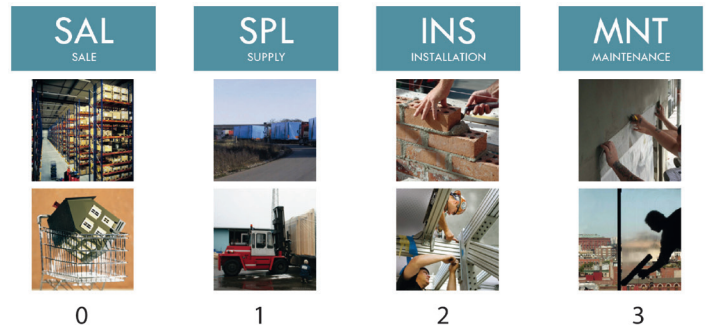 SAL
SALE
SPL
SUPPLY
INS
INSTALLATION
MNT
MAINTENANCE
0
1
2
3